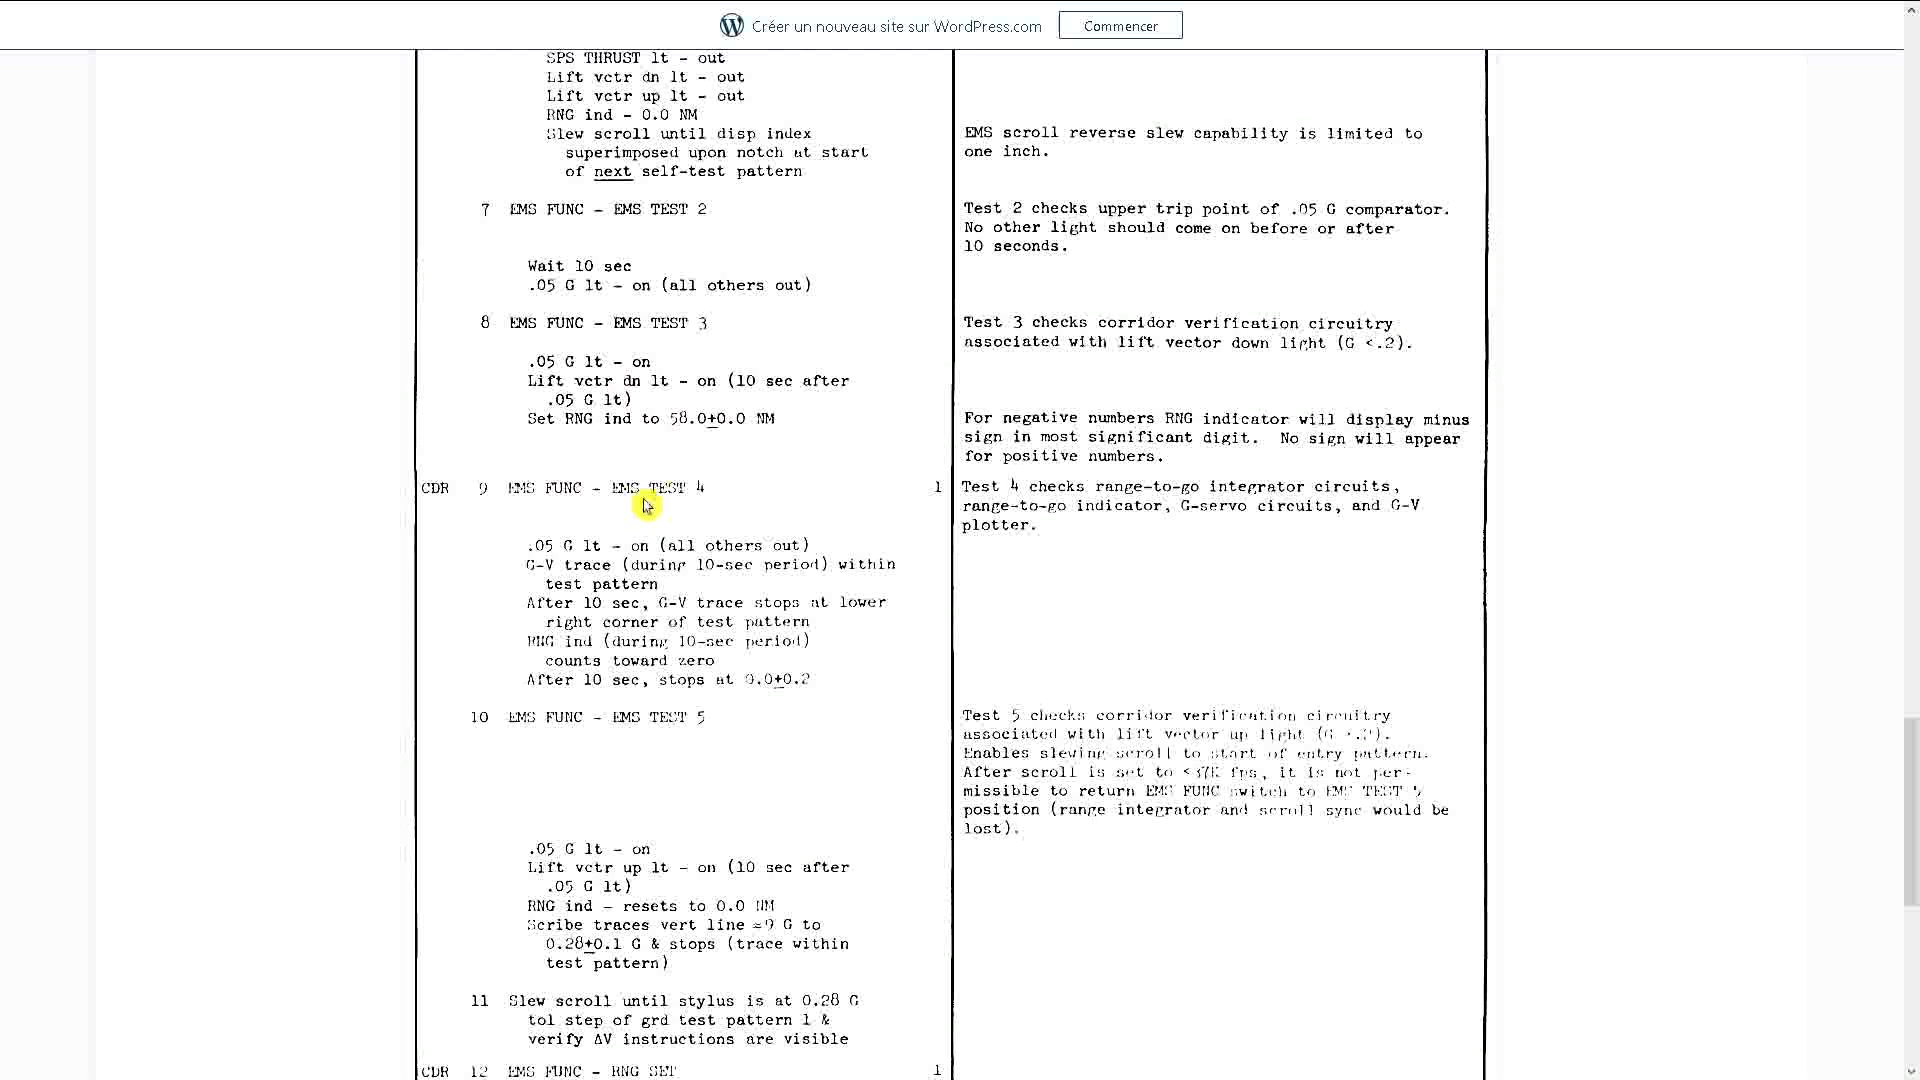 Créer un nouveau site sur WordPress.com
Commencer
SPS THRUST lt - out
Lift vctr dn lt - out
Lift vctr up lt - out
RNG ind - 0.0 NM
Slew scroll until disp index
superimposed upon notch at start
of next self-test pattern
EMS scroll reverse slew capability is limited to
one inch.
7 EMS FUNC - EMS TEST 2
Test 2 checks upper trip point of .05 G comparator.
No other light should come on before or after
10 seconds.
Wait 10 sec
.05 G lt - on (all others out)
8 EMS FUNC - EMS TEST 3
Test 3 checks corridor verification circuitry
associated with lift vector down light (G <.2).
.05 G lt - on
Lift vctr dn lt - on (10 sec after
.05 G lt)
Set RNG ind to 58.0±0.0 NM
For negative numbers RNG indicator will display minus
sign in most significant digit. No sign will appear
for positive numbers.
CDR 9 EMS FUNC - EMS TEST 4 1
Test 4 checks range-to-go integrator circuits,
range-to-go indicator, G-servo circuits, and G-V
plotter.
.05 G lt - on (all others out)
G-V trace (during 10-sec period) within
test pattern
After 10 sec, G-V trace stops at lower
right corner of test pattern
RNG ind (during 10-sec period)
counts toward zero
After 10 sec, stops at 0.0±0.2
10 EMS FUNC - EMS TEST 5
Test 5 checks corridor verification circuitry
associated with lift vector up light (G
Enables slewing scroll to start of entry pattern.
After scroll is set to <37K fps, it is not per-
missible to return EMS FUNC switch to EMS TEST 5
position (range integrator and scroll sync would be
lost).
.05 G lt - on
Lift vctr up lt - on (10 sec after
.05 G lt)
RNG ind - resets to 0.0 NM
Scribe traces vert line ≈9 G to
0.28±0.1 G & stops (trace within
test pattern)
11 Slew scroll until stylus is at 0.28 G
tol step of grd test pattern 1 &
verify ΔV instructions are visible
CDR 12 EMS FUNC - RNG SET 1